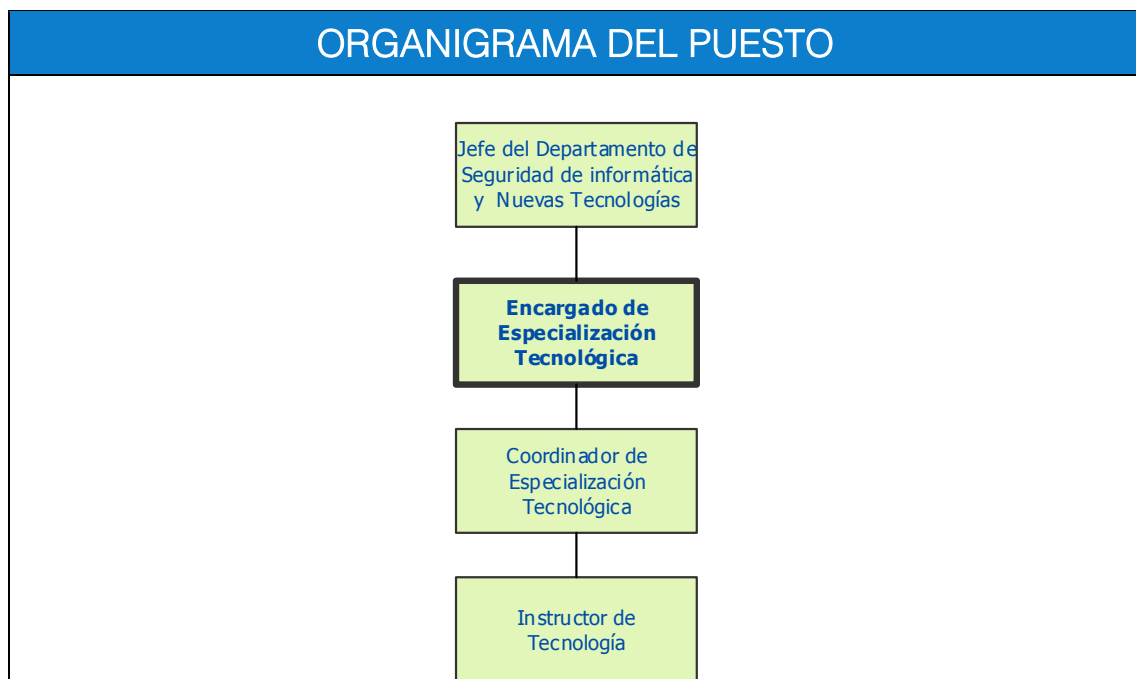 ORGANIGRAMA DEL PUESTO
Jefe del Departamento de
Seguridad de informática
y Nuevas Tecnologías
Encargado de
Especialización
Tecnológica
Coordinador de
Especialización
Tecnológica
Instructor de
Tecnología